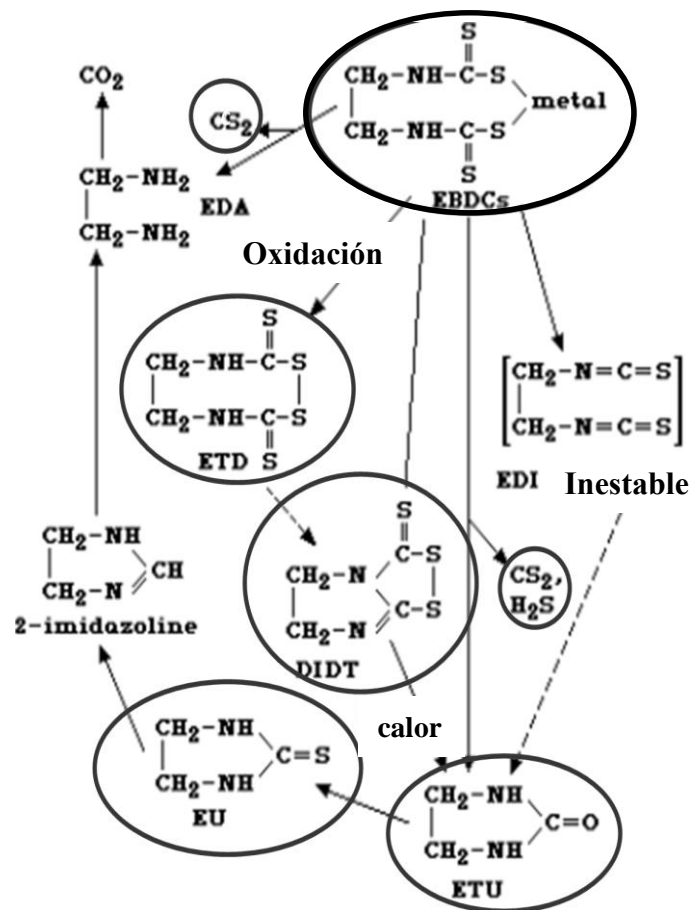 S
CO₂
CH₂-NH-C-S
metal
CS₂
CH₂-NH-C-S
S
CH₂-NH₂
EDA
EBDCs
CH₂-NH₂
Oxidación
S
CH₂-NH-C-S
CH₂-NH-C-S
ETD S
[CH₂-N=C=S
CH₂-N=C=S]
EDI Inestable
S
C
CH₂-N S
CH₂-N C S
DIDT
CH₂-NH
CH
CH₂-N
2-imidazoline
CS₂,
H₂S
calor
CH₂-NH
C=S
CH₂-NH
EU
CH₂-NH
C=O
CH₂-NH
ETU